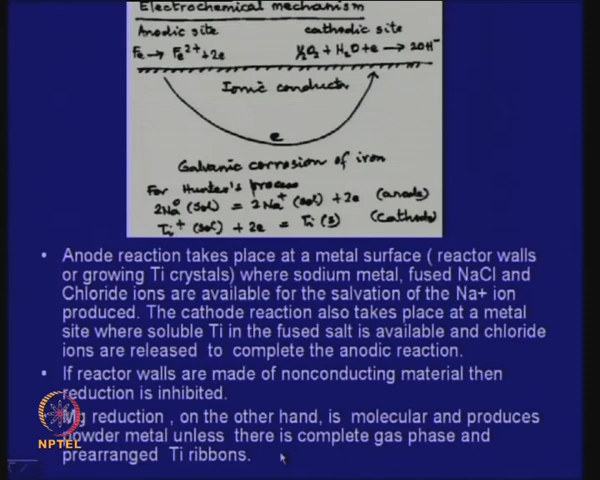 Electrochemical mechanism
Anodic site cathodic site
Fe → Fe²⁺ + 2e ½O₂ + H₂O + e → 2OH⁻
Ionic conductor
e
Galvanic corrosion of iron
For Hunter's process
2Na⁰ (sol) = 2Na⁺ (sol) + 2e (anode)
Ti⁺ (sol) + 2e = Ti (s) (cathode)
• Anode reaction takes place at a metal surface ( reactor walls
or growing Ti crystals) where sodium metal, fused NaCl and
Chloride ions are available for the salvation of the Na+ ion
produced. The cathode reaction also takes place at a metal
site where soluble Ti in the fused salt is available and chloride
ions are released to complete the anodic reaction.
• If reactor walls are made of nonconducting material then
reduction is inhibited.
Mg reduction , on the other hand, is molecular and produces
powder metal unless there is complete gas phase and
prearranged Ti ribbons.
NPTEL